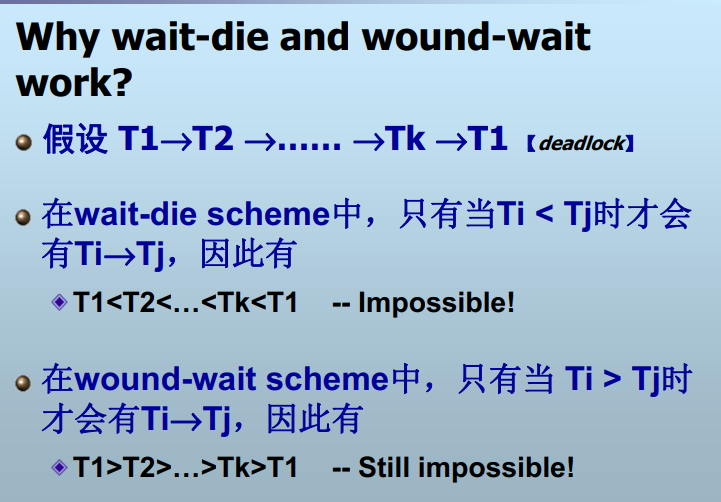 Why wait-die and wound-wait
work?
假设 T1→T2 →…… →Tk →T1 【deadlock】
在wait-die scheme中，只有当Ti < Tj时才会
有Ti→Tj，因此有
T1<T2<…<Tk<T1 -- Impossible!
在wound-wait scheme中，只有当 Ti > Tj时
才会有Ti→Tj，因此有
T1>T2>…>Tk>T1 -- Still impossible!